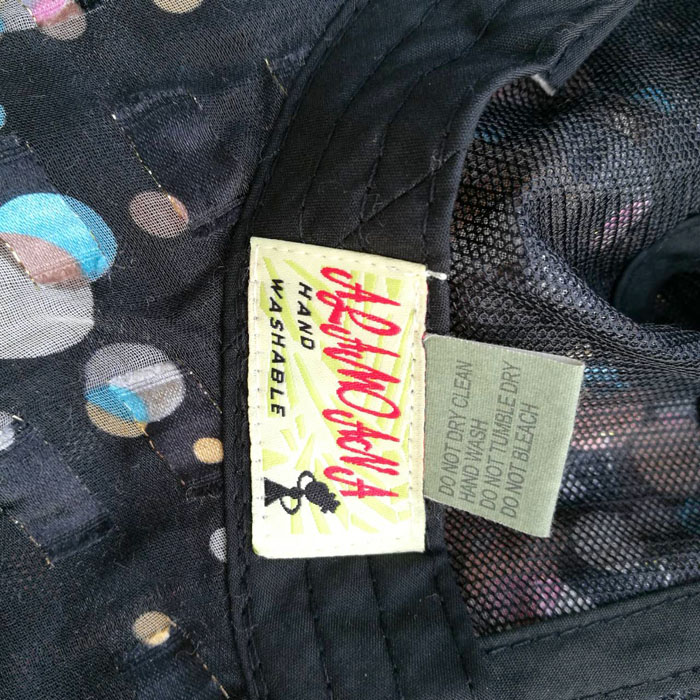 HAND
WASHABLE
DO NOT DRY CLEAN
HAND WASH
DO NOT TUMBLE DRY
DO NOT BLEACH